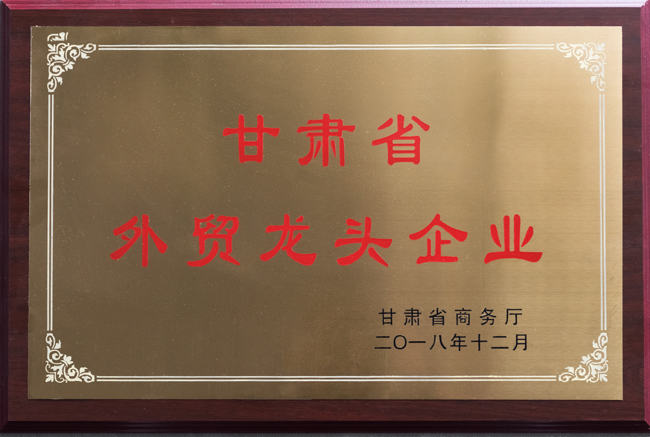 甘肃省
外贸龙头企业
甘肃省商务厅
二〇一八年十二月